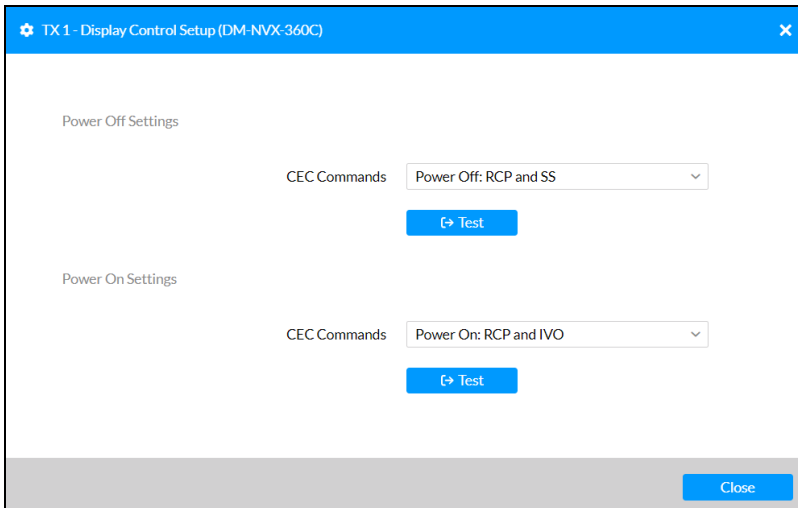 TX 1 - Display Control Setup (DM-NVX-360C)
Power Off Settings
CEC Commands Power Off: RCP and SS
Test
Power On Settings
CEC Commands Power On: RCP and IVO
Test
Close